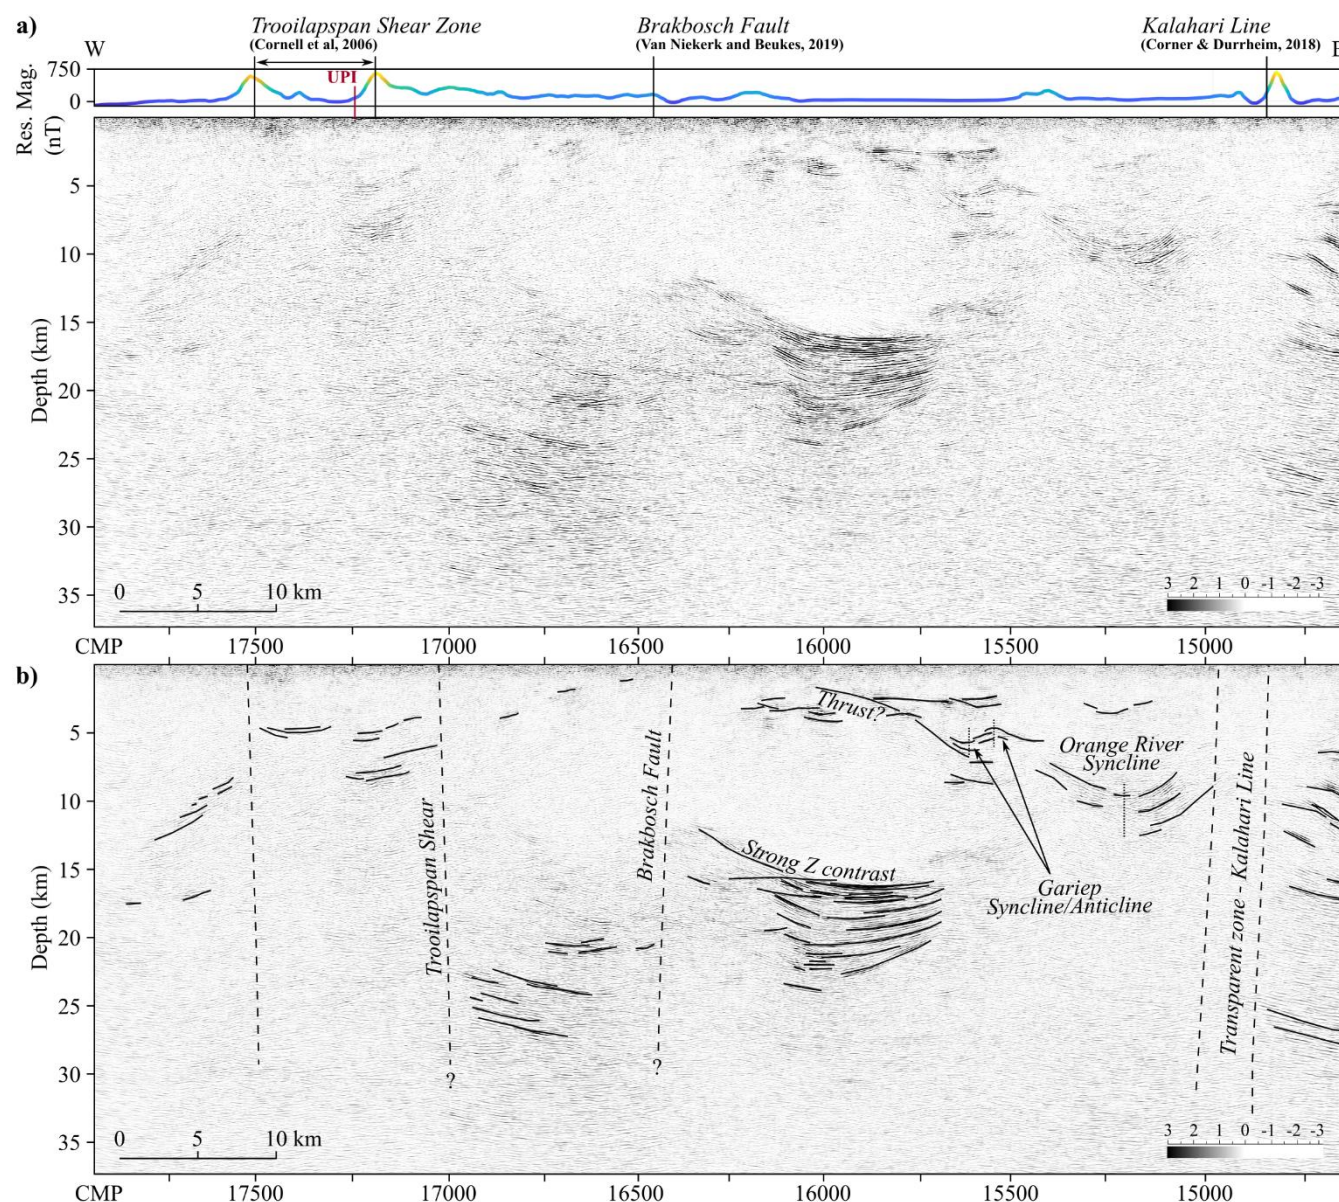 a)
Trooilapspan Shear Zone
(Cornell et al, 2006)
Brakbosch Fault
(Van Niekerk and Beukes, 2019)
Kalahari Line
(Corner & Durrheim, 2018)
W
E
UPI
750
0
Res. Mag.
(nT)
5
10
15
20
25
30
35
Depth (km)
0 5 10 km
3 2 1 0 -1 -2 -3
CMP 17500 17000 16500 16000 15500 15000
b)
Thrust?
Orange River
Syncline
Trooilapspan Shear
Brakbosch Fault
Strong Z contrast
Gariep
Syncline/Anticline
Transparent zone - Kalahari Line
? ?
5
10
15
20
25
30
35
Depth (km)
0 5 10 km
3 2 1 0 -1 -2 -3
CMP 17500 17000 16500 16000 15500 15000